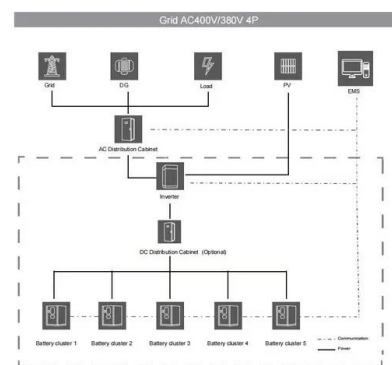 Grid AC400V/380V 4P
Grid
DG
Load
PV
EMS
AC Distribution Cabinet
Inverter
DC Distribution Cabinet (Optional)
Battery cluster 1
Battery cluster 2
Battery cluster 3
Battery cluster 4
Battery cluster 5
Communication
Power